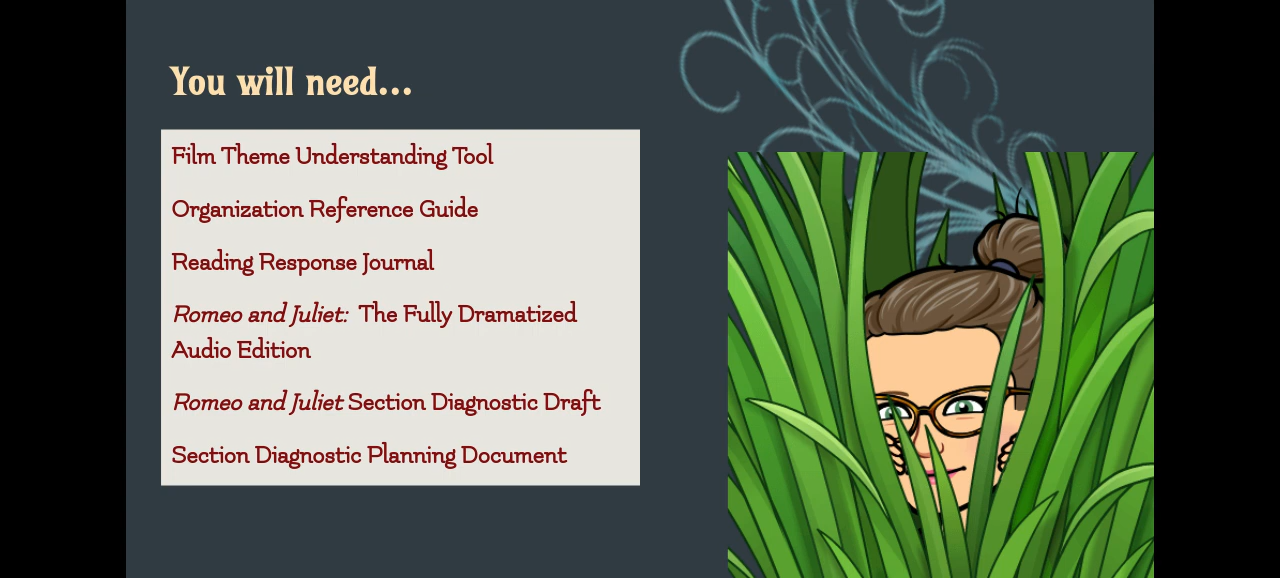 You will need...
Film Theme Understanding Tool
Organization Reference Guide
Reading Response Journal
Romeo and Juliet: The Fully Dramatized
Audio Edition
Romeo and Juliet Section Diagnostic Draft
Section Diagnostic Planning Document